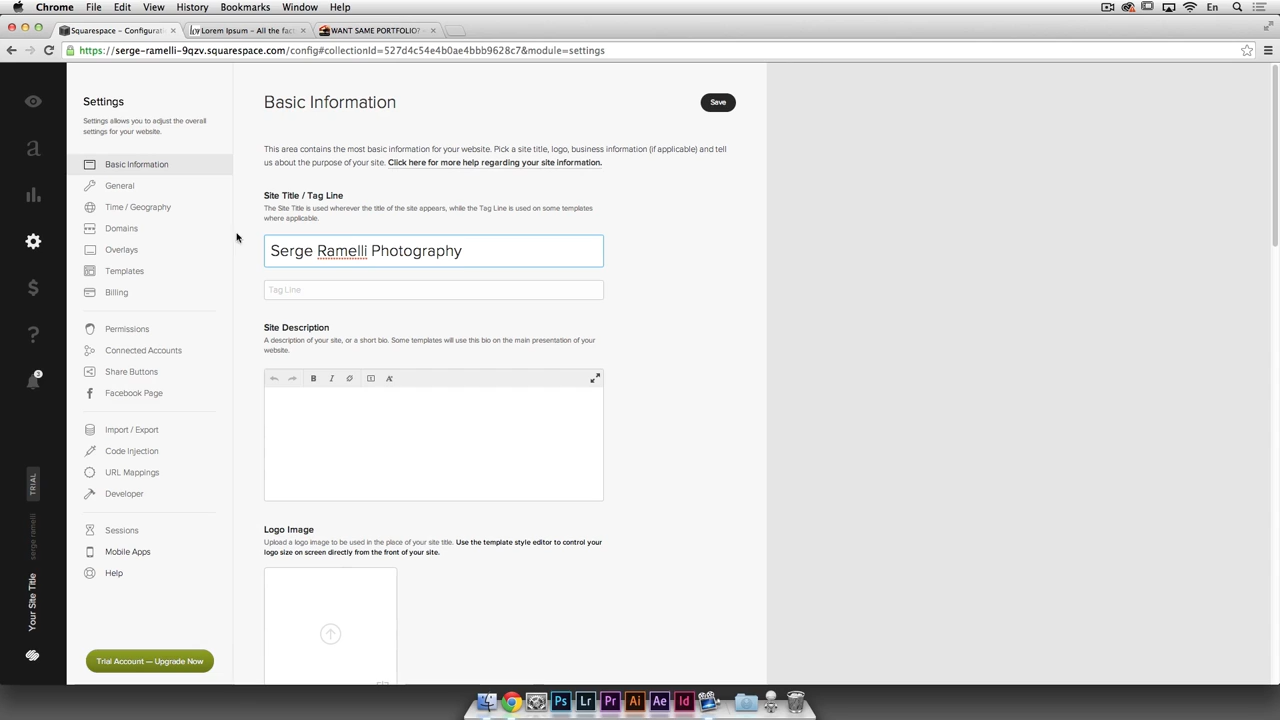 Chrome File Edit View History Bookmarks Window Help En
Squarespace – Configurati Lorem Ipsum – All the fact WANT SAME PORTFOLIO?
https://serge-ramelli-9qzv.squarespace.com/config#collectionId=527d4c54e4b0ae4bbb9628c7&module=settings
Settings
Settings allows you to adjust the overall
settings for your website.
Basic Information
General
Time / Geography
Domains
Overlays
Templates
Billing
Permissions
Connected Accounts
Share Buttons
Facebook Page
Import / Export
Code Injection
URL Mappings
Developer
Sessions
Mobile Apps
Help
Trial Account — Upgrade Now
a
$
?
3
TRIAL
serge ramelli
Your Site Title
Basic Information
Save
This area contains the most basic information for your website. Pick a site title, logo, business information (if applicable) and tell
us about the purpose of your site. Click here for more help regarding your site information.
Site Title / Tag Line
The Site Title is used wherever the title of the site appears, while the Tag Line is used on some templates
where applicable.
Serge Ramelli Photography
Tag Line
Site Description
A description of your site, or a short bio. Some templates will use this bio on the main presentation of your
website.
B I
Logo Image
Upload a logo image to be used in the place of your site title. Use the template style editor to control your
logo size on screen directly from the front of your site.
Ps Lr Pr Ai Ae Id